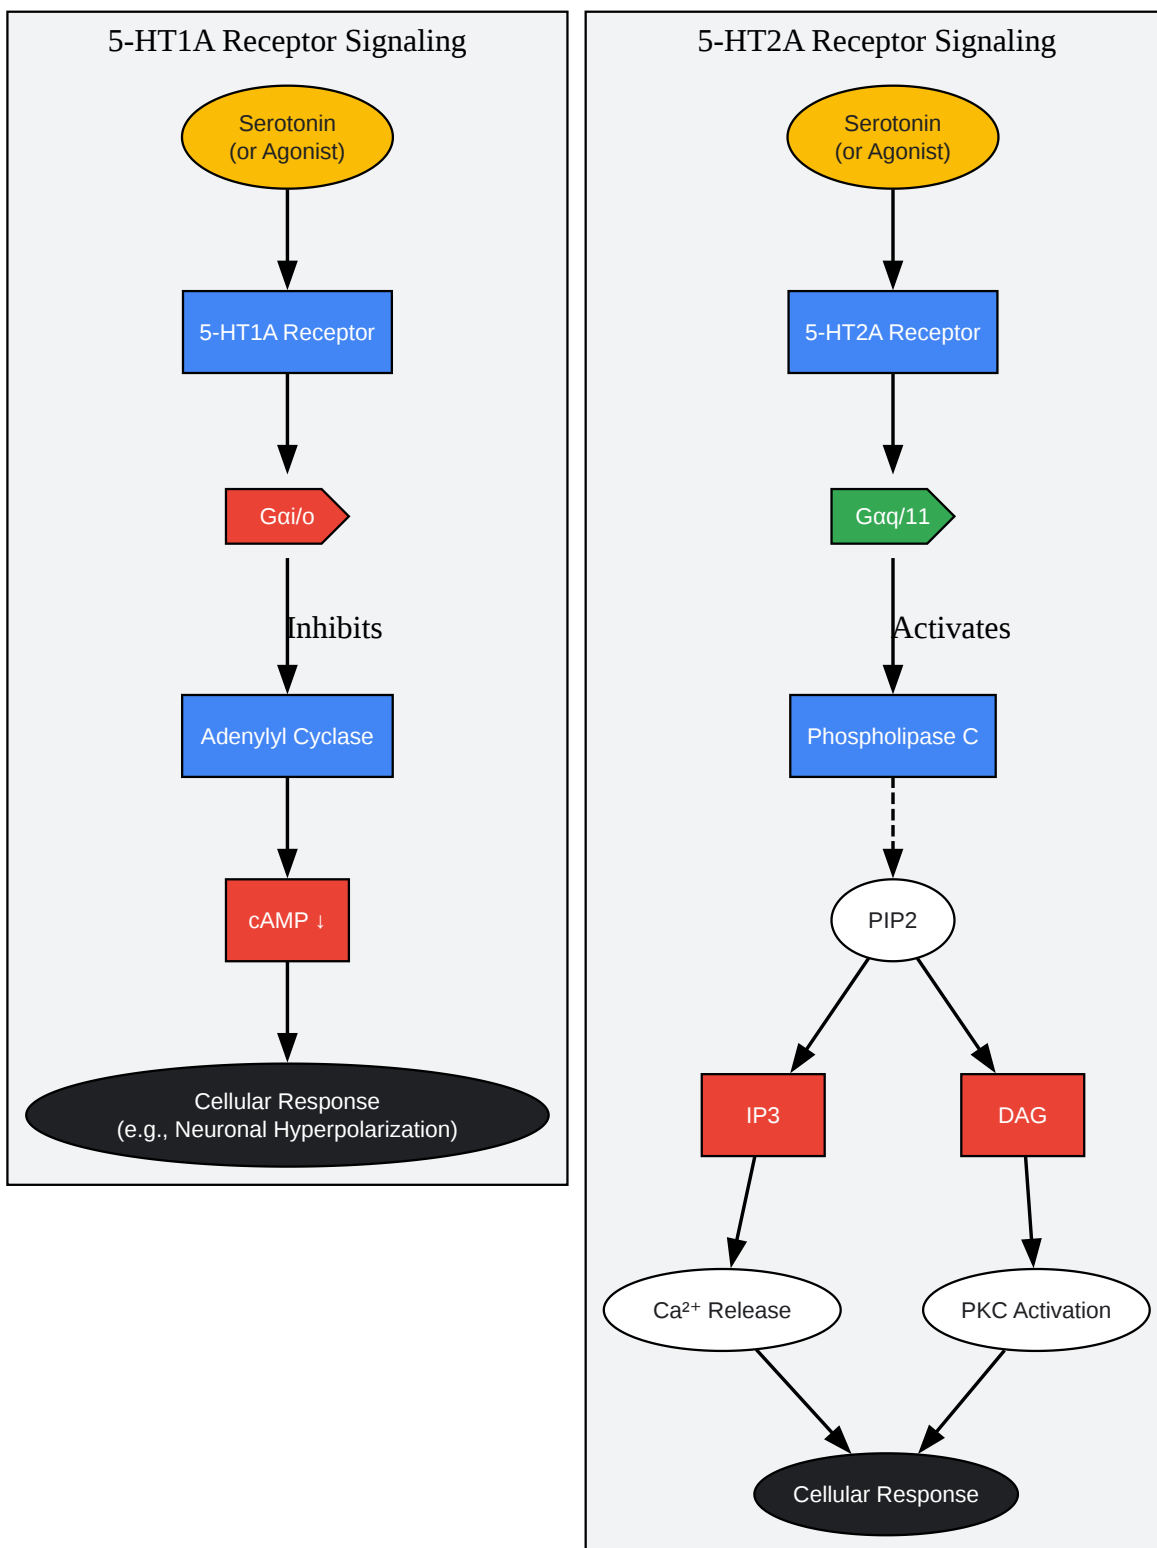 5-HT1A Receptor Signaling
Serotonin
(or Agonist)
5-HT1A Receptor
Gαi/o
Inhibits
Adenylyl Cyclase
cAMP ↓
Cellular Response
(e.g., Neuronal Hyperpolarization)
5-HT2A Receptor Signaling
Serotonin
(or Agonist)
5-HT2A Receptor
Gαq/11
Activates
Phospholipase C
PIP2
IP3
DAG
Ca²⁺ Release
PKC Activation
Cellular Response